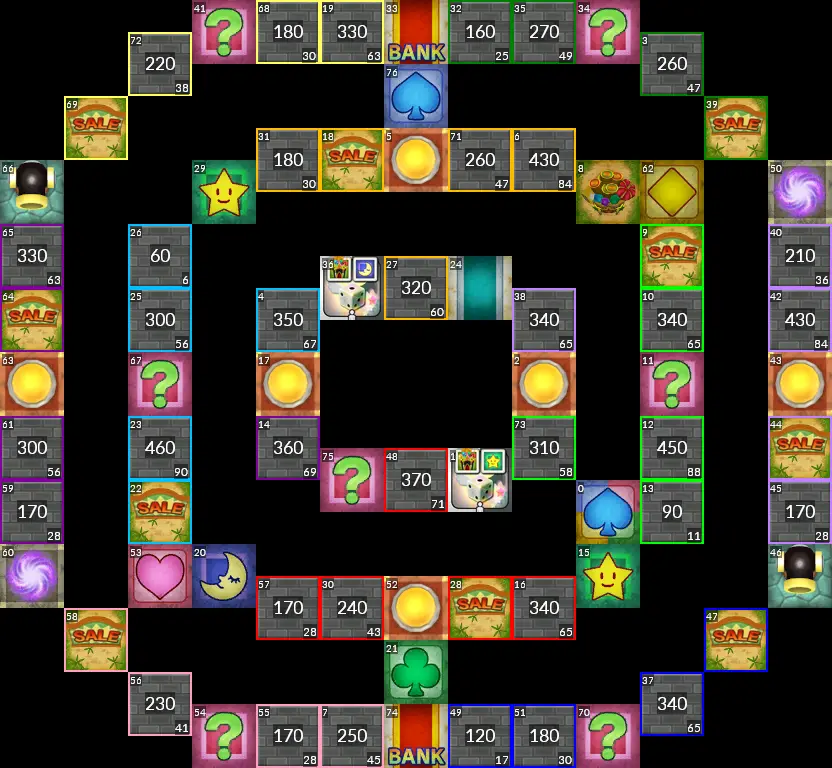 41 68 19 33 32 35 34
180 330 160 270
30 63 BANK 25 49
72 3
220 260
38 76 47
69 39
SALE SALE
31 18 5 71 6
180 SALE 260 430
30 47 84
66 29 8 62 50
65 26 9 40
330 60 SALE 210
63 6 36
36 27 24
320
60
64 25 4 38 10 42
SALE 300 350 340 340 430
56 67 65 65 84
63 67 17 2 11 43
61 23 14 73 12 44
300 460 360 310 450 SALE
56 90 69 58 88
75 48 1
370
71
59 22 0 13 45
170 SALE 90 170
28 11 28
60 53 20 15 46
57 30 52 28 16
170 240 SALE 340
28 43 65
58 47
SALE SALE
21
56 37
230 340
41 65
54 55 7 74 49 51 70
170 250 120 180
28 45 BANK 17 30